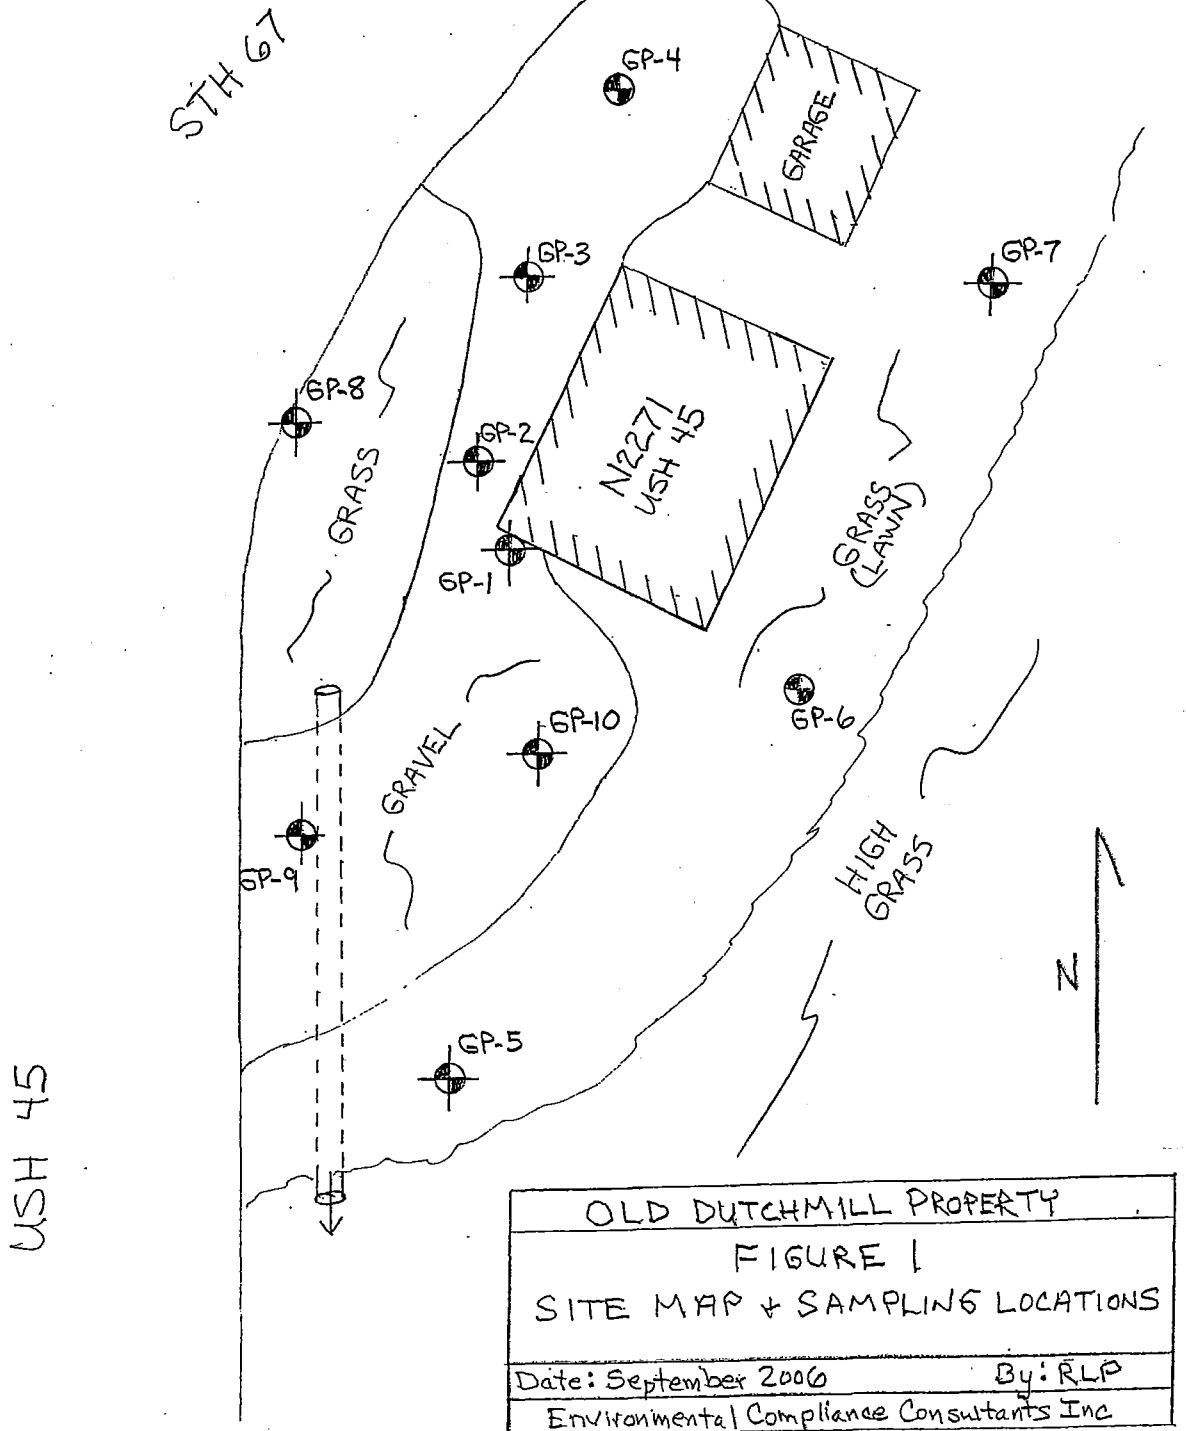 STH 67
GP-4
GARAGE
GP-3
GP-7
GP-8
GP-2
N2271
USH 45
GRASS
GRASS
(LAWN)
GP-1
GP-6
GP-10
GRAVEL
GP-9
HIGH
GRASS
N
GP-5
USH 45
OLD DUTCHMILL PROPERTY
FIGURE 1
SITE MAP & SAMPLING LOCATIONS
Date: September 2006 By: RLP
Environmental Compliance Consultants Inc